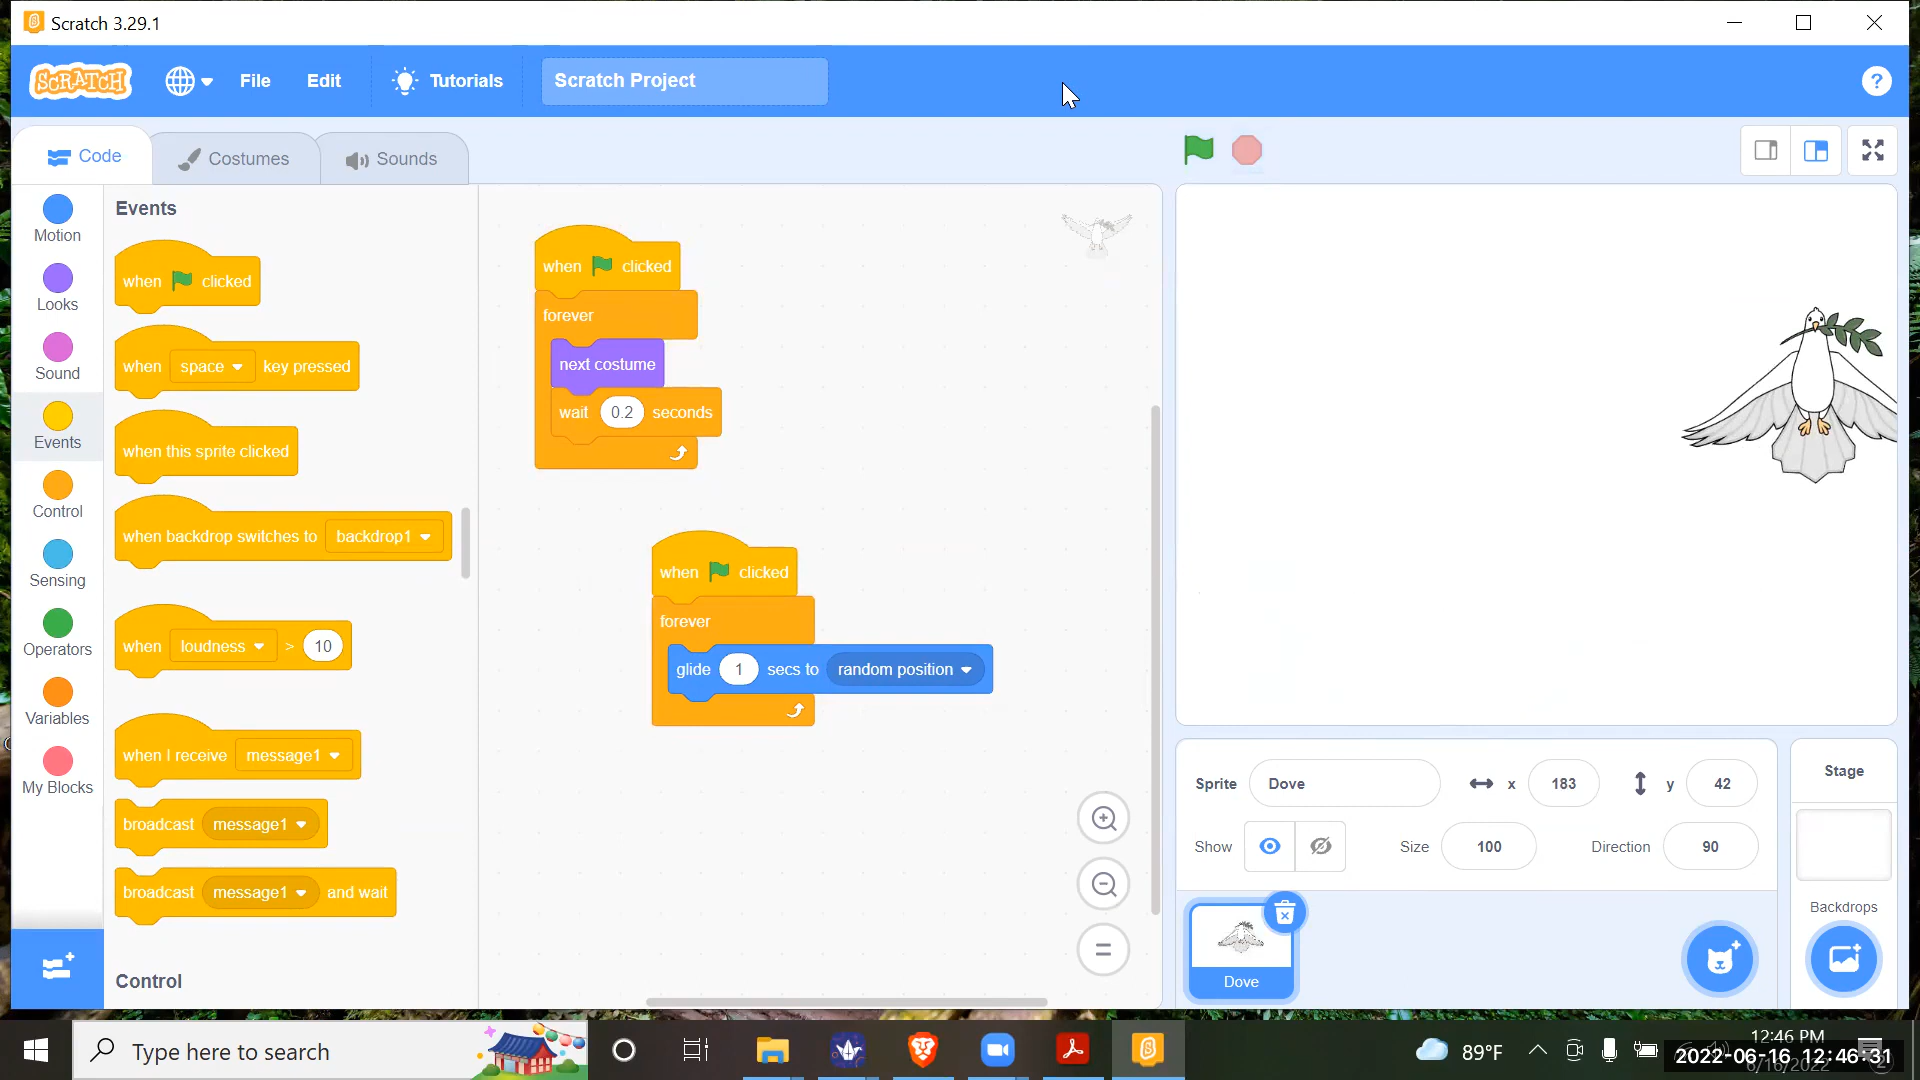 Scratch 3.29.1
SCRATCH File Edit Tutorials Scratch Project ?
Code Costumes Sounds
Motion
Looks
Sound
Events
Control
Sensing
Operators
Variables
My Blocks
Events
when clicked
when space key pressed
when this sprite clicked
when backdrop switches to backdrop1
when loudness > 10
when I receive message1
broadcast message1
broadcast message1 and wait
Control
when clicked
forever
next costume
wait 0.2 seconds
when clicked
forever
glide 1 secs to random position
Sprite Dove x 183 y 42
Show Size 100 Direction 90
Dove
Stage
Backdrops
Type here to search
89°F
12:46 PM
6/16/2022
2022-06-16 12:46:31